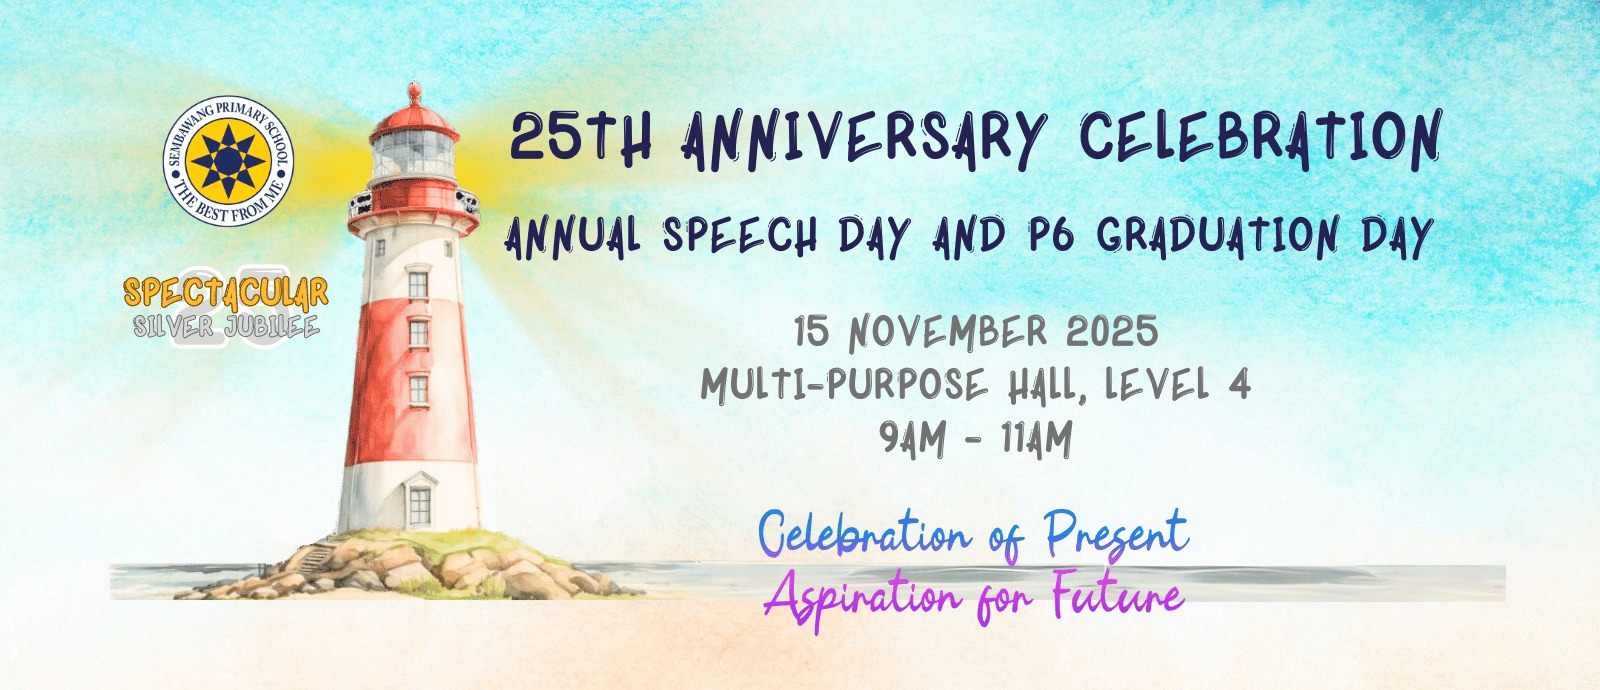 SEMBAWANG PRIMARY SCHOOL
THE BEST FROM ME
25
SPECTACULAR
SILVER JUBILEE
25TH ANNIVERSARY CELEBRATION
ANNUAL SPEECH DAY AND P6 GRADUATION DAY
15 NOVEMBER 2025
MULTI-PURPOSE HALL, LEVEL 4
9AM - 11AM
Celebration of Present
Aspiration for Future